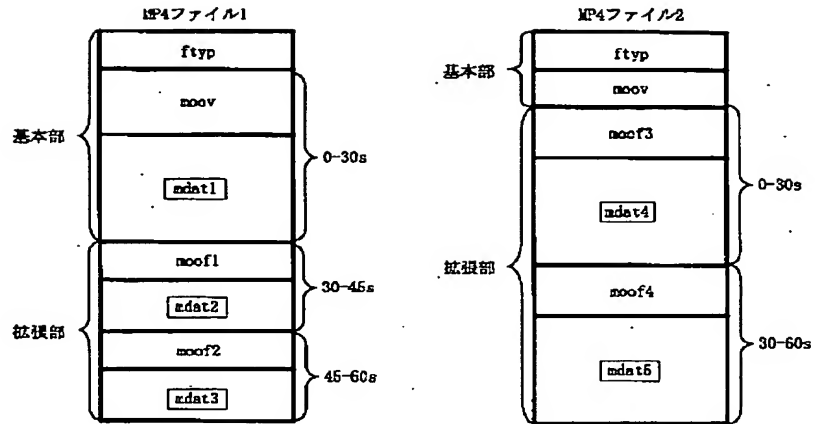 MP4ファイル1
ftyp
moov
mdat1
moof1
mdat2
moof2
mdat3
基本部
拡張部
0-30s
30-45s
45-60s
MP4ファイル2
ftyp
moov
moof3
mdat4
moof4
mdat5
基本部
拡張部
0-30s
30-60s